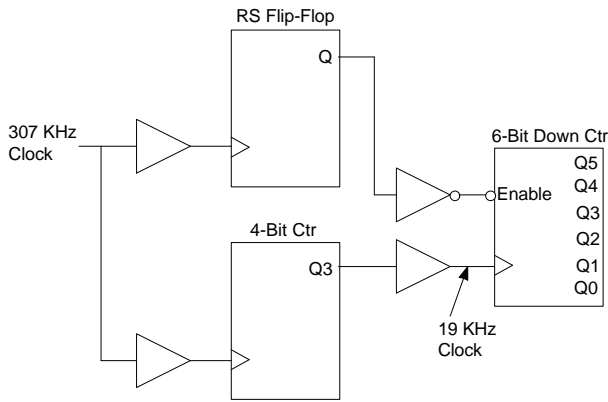 RS Flip-Flop
Q
307 KHz
Clock
6-Bit Down Ctr
Q5
Q4
Enable
Q3
Q2
Q1
Q0
4-Bit Ctr
Q3
19 KHz
Clock